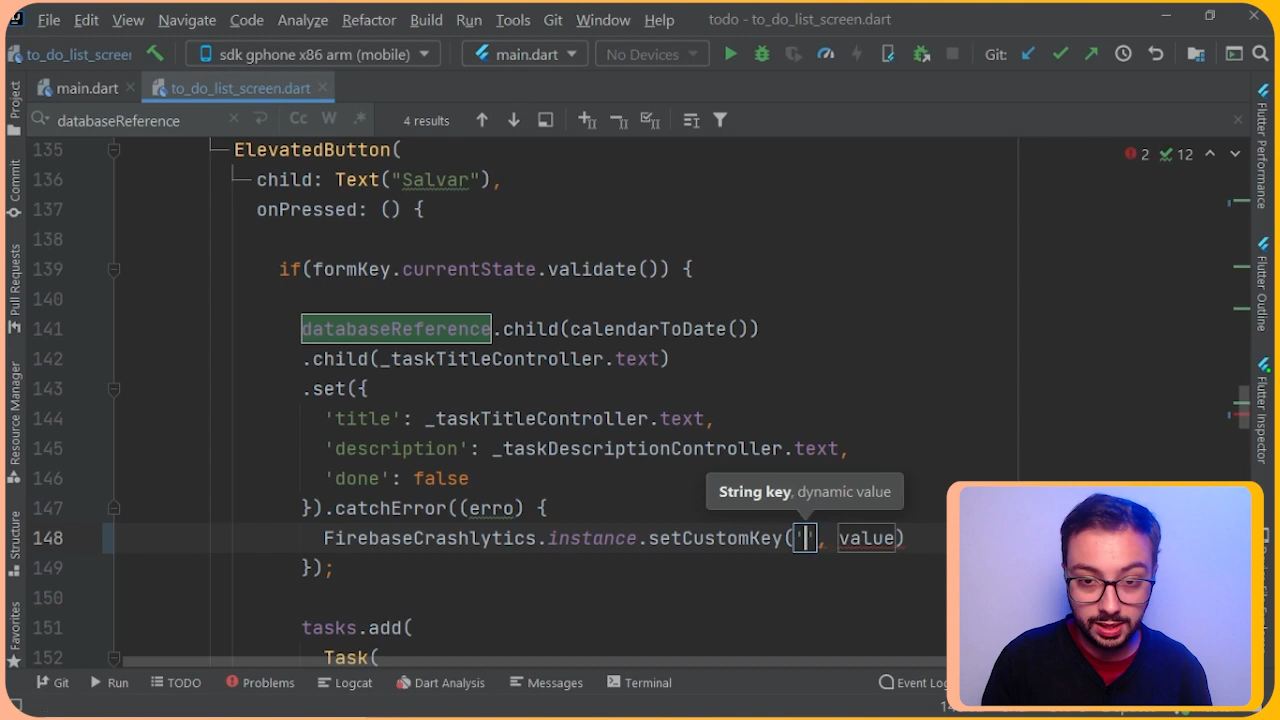 File Edit View Navigate Code Analyze Refactor Build Run Tools Git Window Help todo - to_do_list_screen.dart
to_do_list_screen sdk gphone x86 arm (mobile) main.dart No Devices Git:
main.dart to_do_list_screen.dart
databaseReference Cc W .* 4 results
135 ElevatedButton(
2 12
136 child: Text("Salvar"),
137 onPressed: () {
138
139 if(formKey.currentState.validate()) {
140
141 databaseReference.child(calendarToDate())
142 .child(_taskTitleController.text)
143 .set({
144 'title': _taskTitleController.text,
145 'description': _taskDescriptionController.text,
146 'done': false
String key, dynamic value
147 }).catchError((erro) {
148 FirebaseCrashlytics.instance.setCustomKey('', value)
149 });
150
151 tasks.add(
152 Task(
Project
Commit
Pull Requests
Resource Manager
Structure
Favorites
Flutter Performance
Flutter Outline
Flutter Inspector
Git Run TODO Problems Logcat Dart Analysis Messages Terminal Event Log